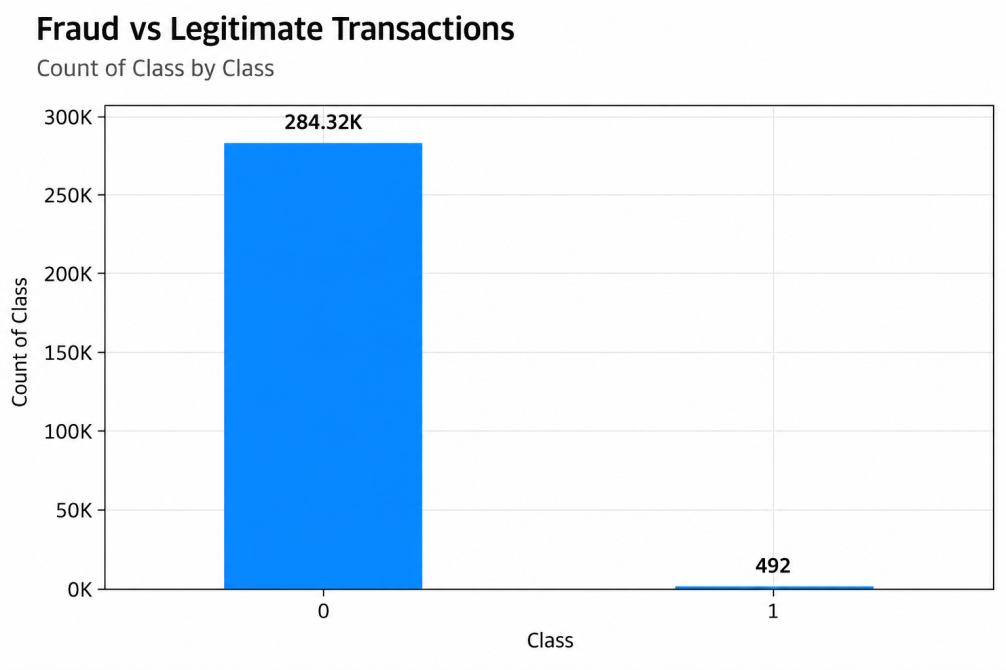 Fraud vs Legitimate Transactions
Count of Class by Class
300K
284.32K
250K
200K
150K
100K
50K
492
0K
0
1
Count of Class
Class